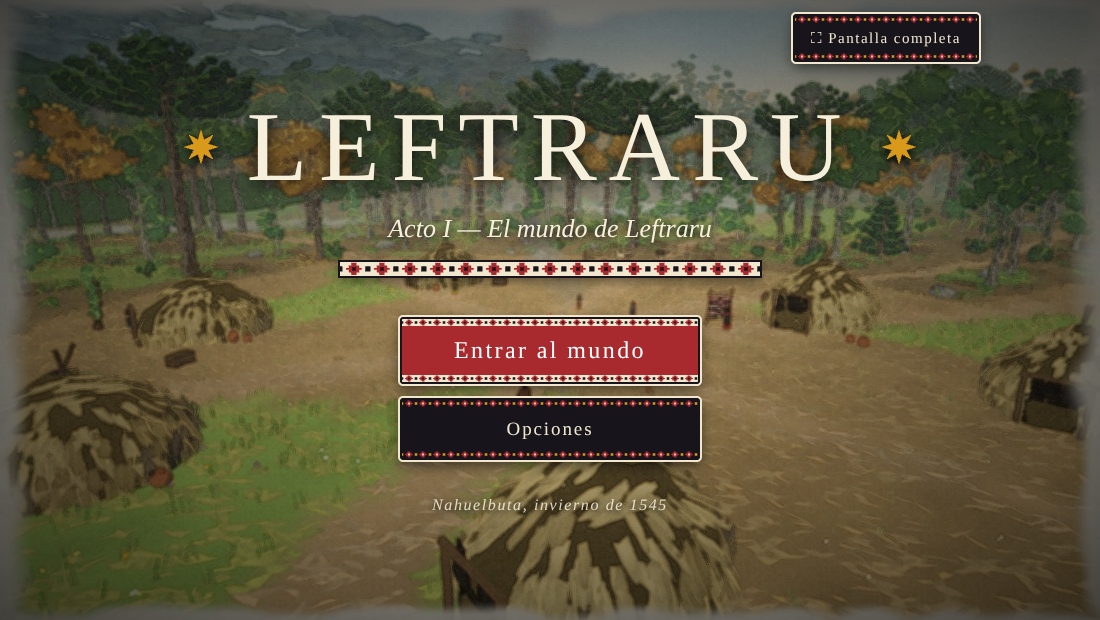 Pantalla completa
LEFTRARU
Acto I — El mundo de Leftraru
Entrar al mundo
Opciones
Nahuelbuta, invierno de 1545